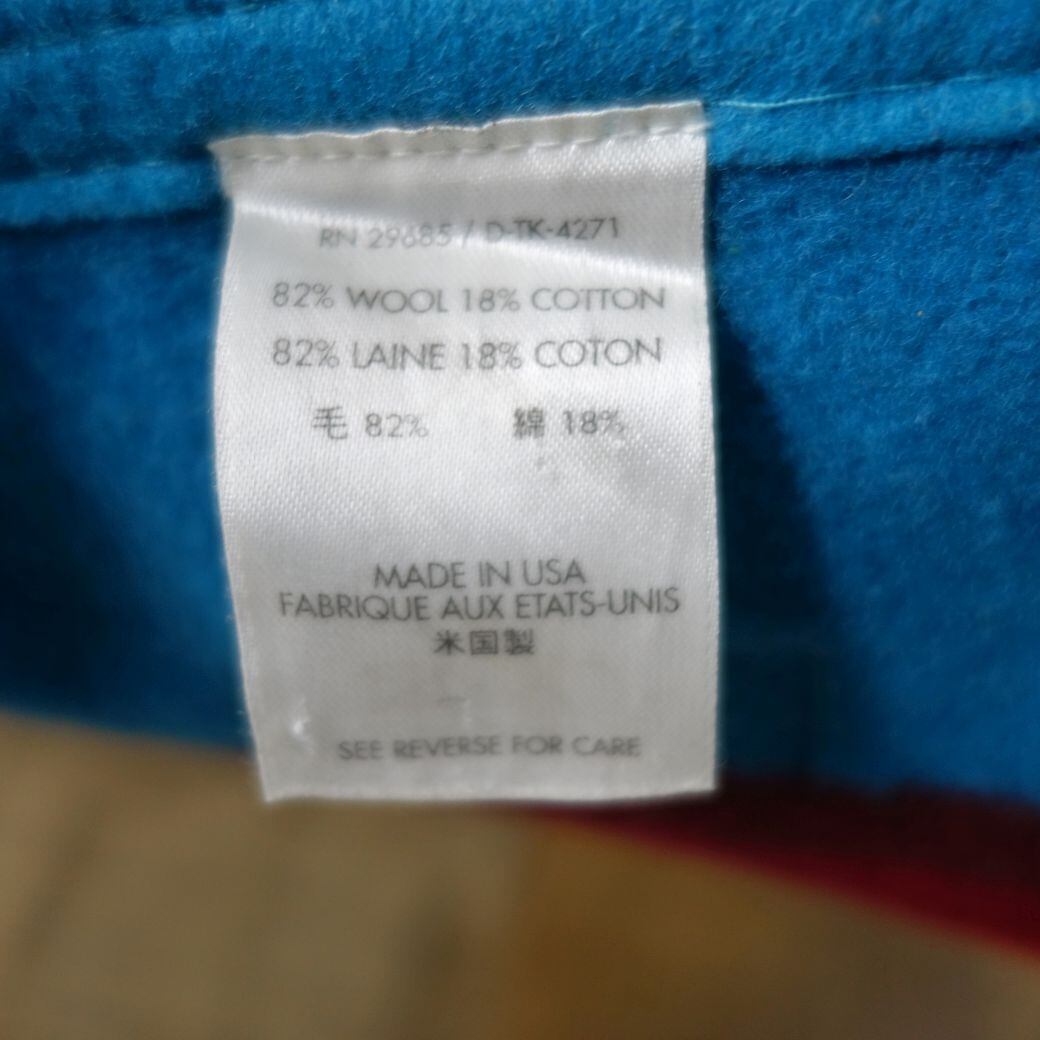 RN 29685 / D-TK-4271
82% WOOL 18% COTTON
82% LAINE 18% COTON
毛 82% 綿 18%
MADE IN USA
FABRIQUE AUX ETATS-UNIS
米国製
SEE REVERSE FOR CARE